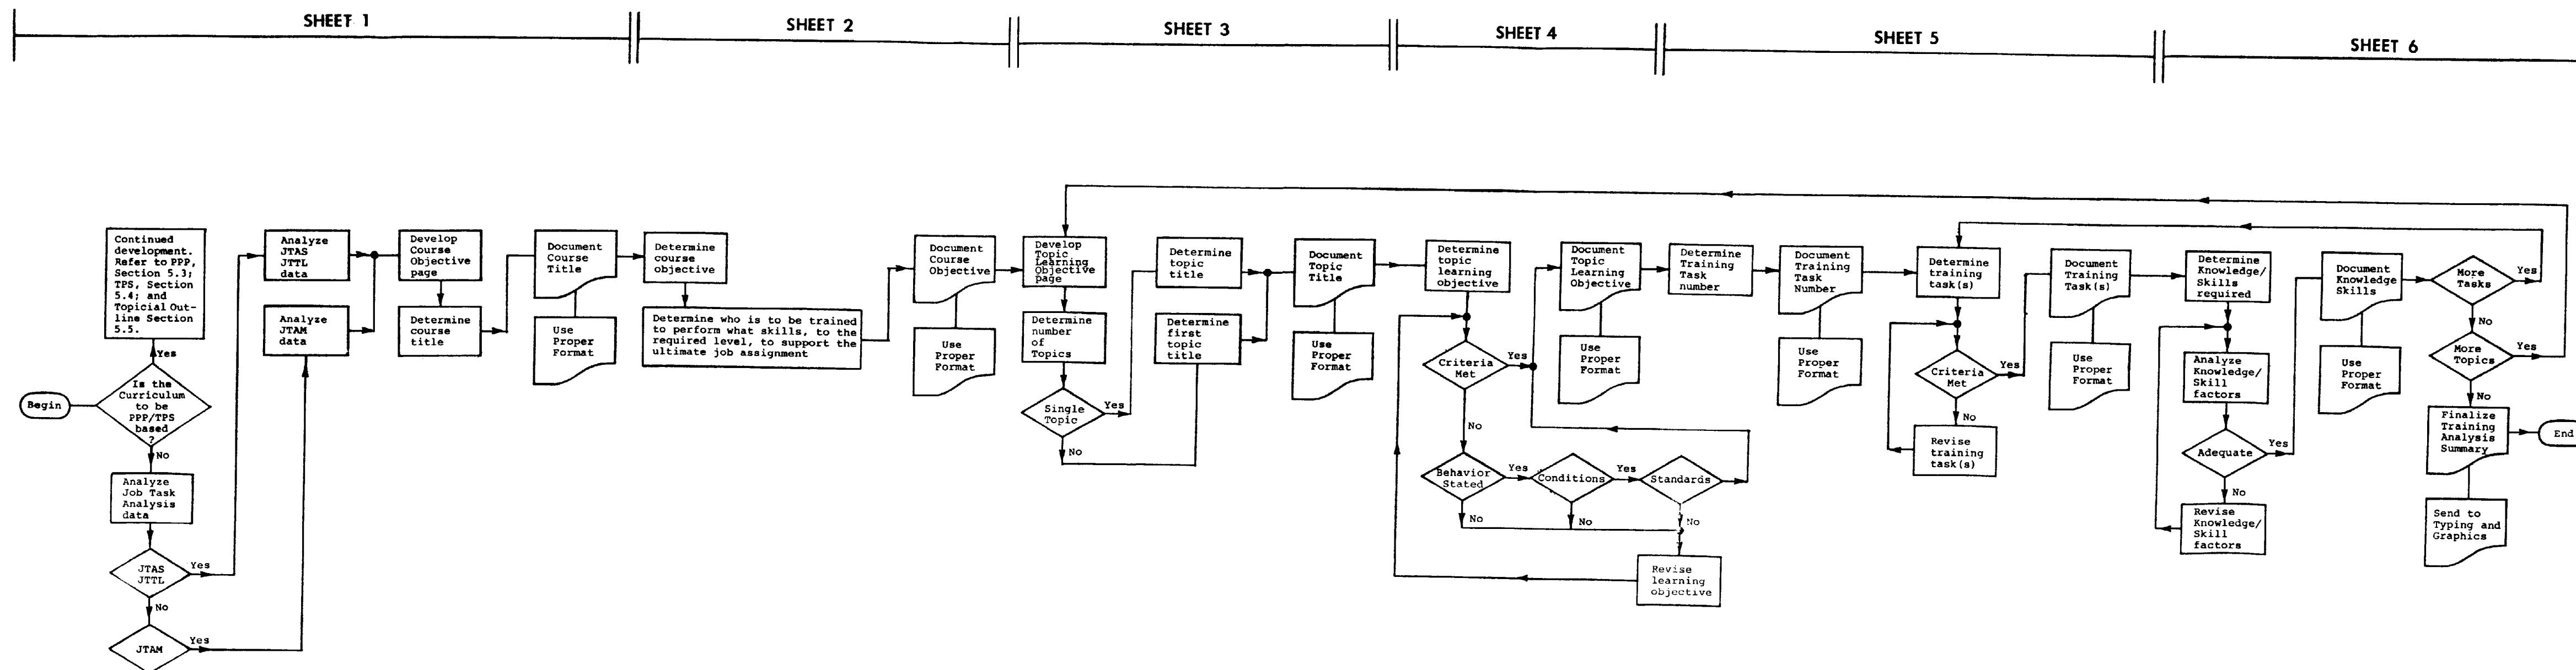 SHEET 1
SHEET 2
SHEET 3
SHEET 4
SHEET 5
SHEET 6
Begin
Continued
development.
Refer to PPP,
Section 5.3;
TPS, Section
5.4; and
Topicial Out-
line Section
5.5.
Yes
Is the
Curriculum
to be
PPP/TPS
based
?
No
Analyze
Job Task
Analysis
data
JTAS
JTTL
Yes
No
JTAM
Yes
Analyze
JTAS
JTTL
data
Analyze
JTAM
data
Develop
Course
Objective
page
Determine
course
title
Document
Course
Title
Use
Proper
Format
Determine
course
objective
Determine who is to be trained
to perform what skills, to the
required level, to support the
ultimate job assignment
Document
Course
Objective
Use
Proper
Format
Develop
Topic
Learning
Objective
page
Determine
number
of
Topics
Single
Topic
Yes
No
Determine
topic
title
Determine
first
topic
title
Document
Topic
Title
Use
Proper
Format
Determine
topic
learning
objective
Criteria
Met
Yes
No
Behavior
Stated
Yes
No
Conditions
Yes
No
Standards
No
Revise
learning
objective
Document
Topic
Learning
Objective
Use
Proper
Format
Determine
Training
Task
number
Document
Training
Task
Number
Use
Proper
Format
Determine
training
task(s)
Criteria
Met
Yes
No
Revise
training
task(s)
Document
Training
Task(s)
Use
Proper
Format
Determine
Knowledge/
Skills
required
Analyze
Knowledge/
Skill
factors
Adequate
Yes
No
Revise
Knowledge/
Skill
factors
Document
Knowledge
Skills
Use
Proper
Format
More
Tasks
Yes
No
More
Topics
Yes
No
Finalize
Training
Analysis
Summary
End
Send to
Typing and
Graphics